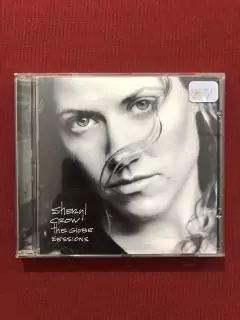 sheryl
crow
the globe
sessions